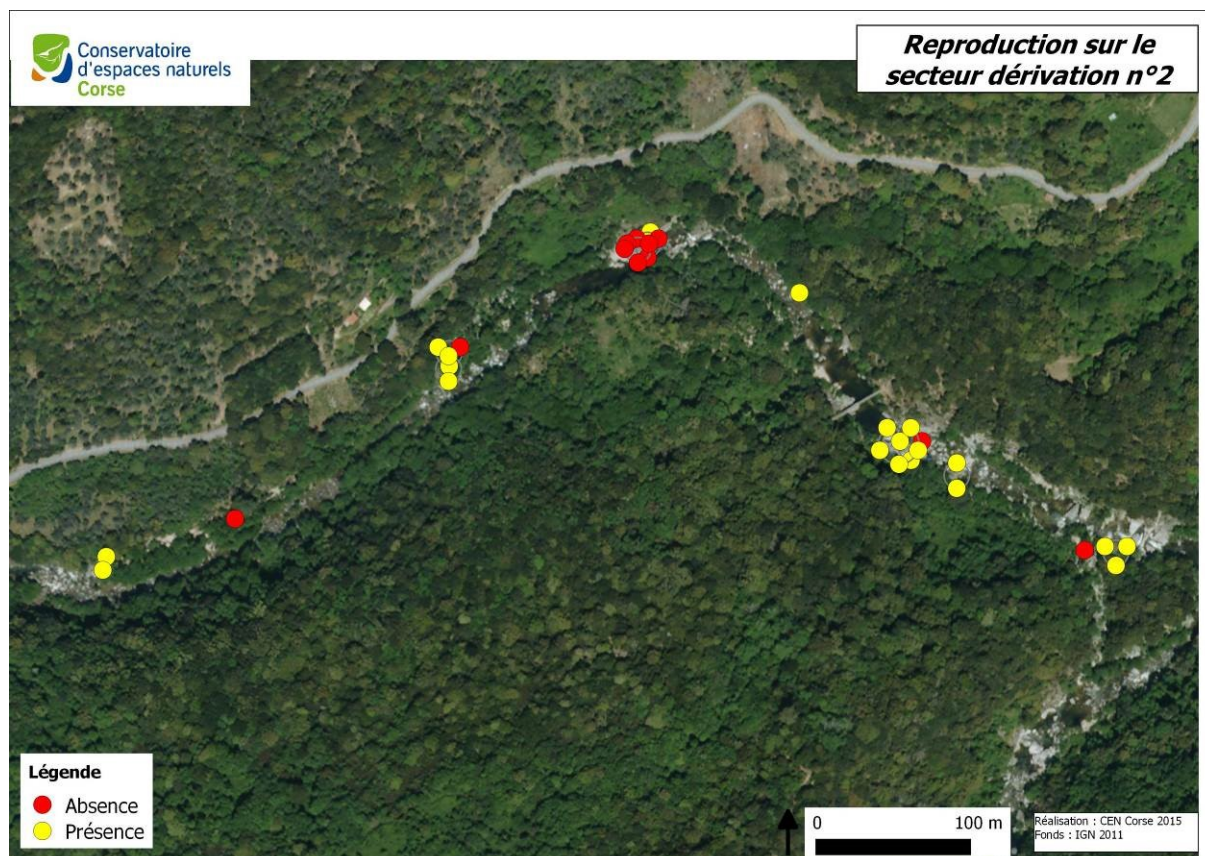 Conservatoire
d'espaces naturels
Corse
Reproduction sur le
secteur dérivation n°2
Légende
Absence
Présence
0 100 m
Réalisation : CEN Corse 2015
Fonds : IGN 2011